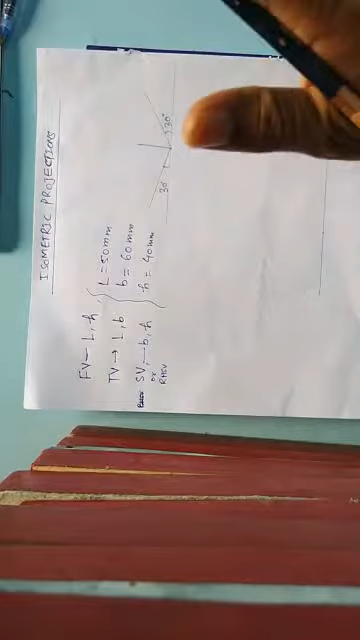 ISOMETRIC PROJECTIONS
FV - L, h
TV → L, b
SV, - b, h
or
RHSV
L = 50mm
b = 60mm
h = 40mm
30°
30°